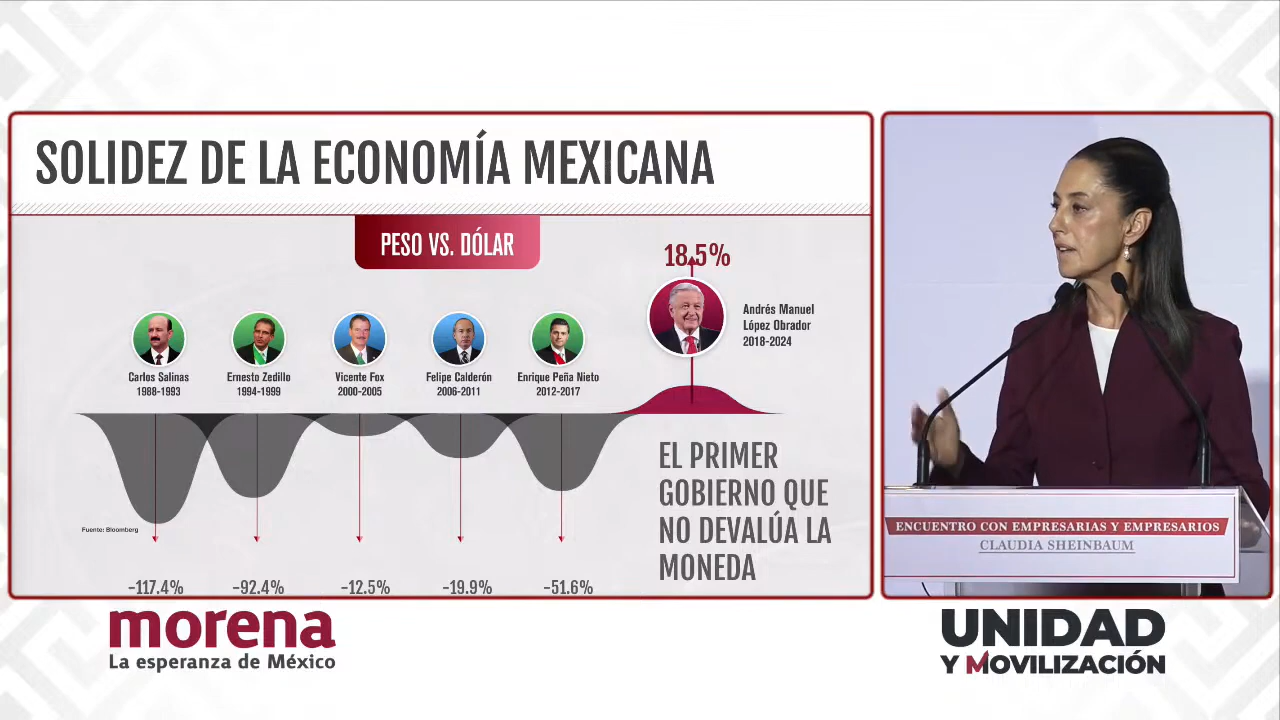 SOLIDEZ DE LA ECONOMÍA MEXICANA
PESO VS. DÓLAR
18.5%
Andrés Manuel
López Obrador
2018-2024
Carlos Salinas
1988-1993
Ernesto Zedillo
1994-1999
Vicente Fox
2000-2005
Felipe Calderón
2006-2011
Enrique Peña Nieto
2012-2017
EL PRIMER
GOBIERNO QUE
NO DEVALÚA LA
MONEDA
Fuente: Bloomberg
-117.4%
-92.4%
-12.5%
-19.9%
-51.6%
ENCUENTRO CON EMPRESARIAS Y EMPRESARIOS
CLAUDIA SHEINBAUM
morena
La esperanza de México
UNIDAD
Y MOVILIZACIÓN